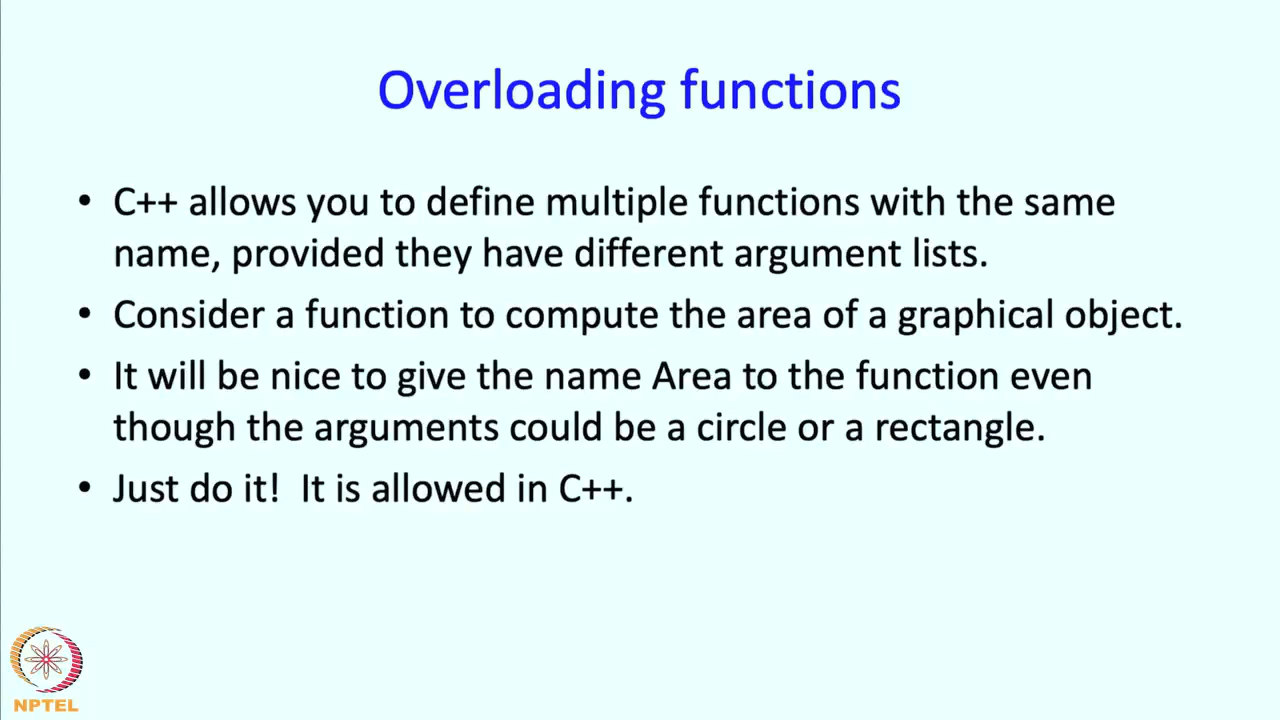 Overloading functions
• C++ allows you to define multiple functions with the same
name, provided they have different argument lists.
• Consider a function to compute the area of a graphical object.
• It will be nice to give the name Area to the function even
though the arguments could be a circle or a rectangle.
• Just do it!  It is allowed in C++.
NPTEL